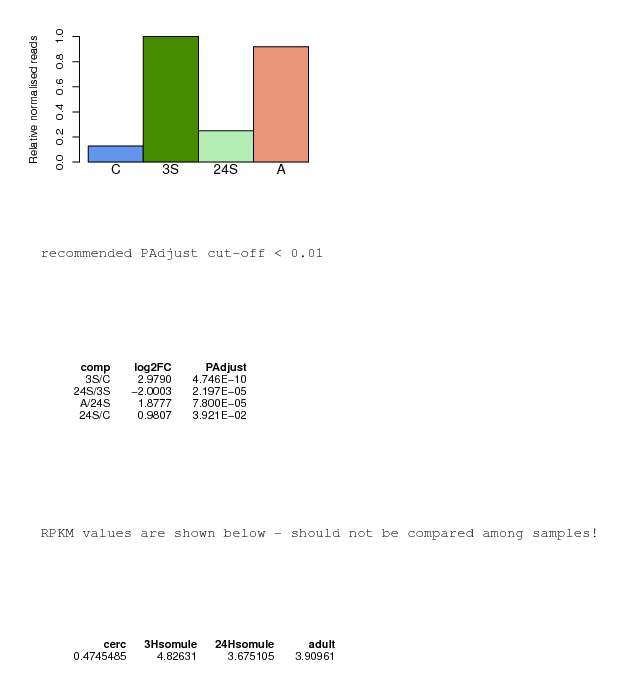 Relative normalised reads
1.0
0.8
0.6
0.4
0.2
0.0
C 3S 24S A
recommended PAdjust cut-off < 0.01
comp log2FC PAdjust
3S/C 2.9790 4.746E−10
24S/3S −2.0003 2.197E−05
A/24S 1.8777 7.800E−05
24S/C 0.9807 3.921E−02
RPKM values are shown below - should not be compared among samples!
cerc 3Hsomule 24Hsomule adult
0.4745485 4.82631 3.675105 3.90961